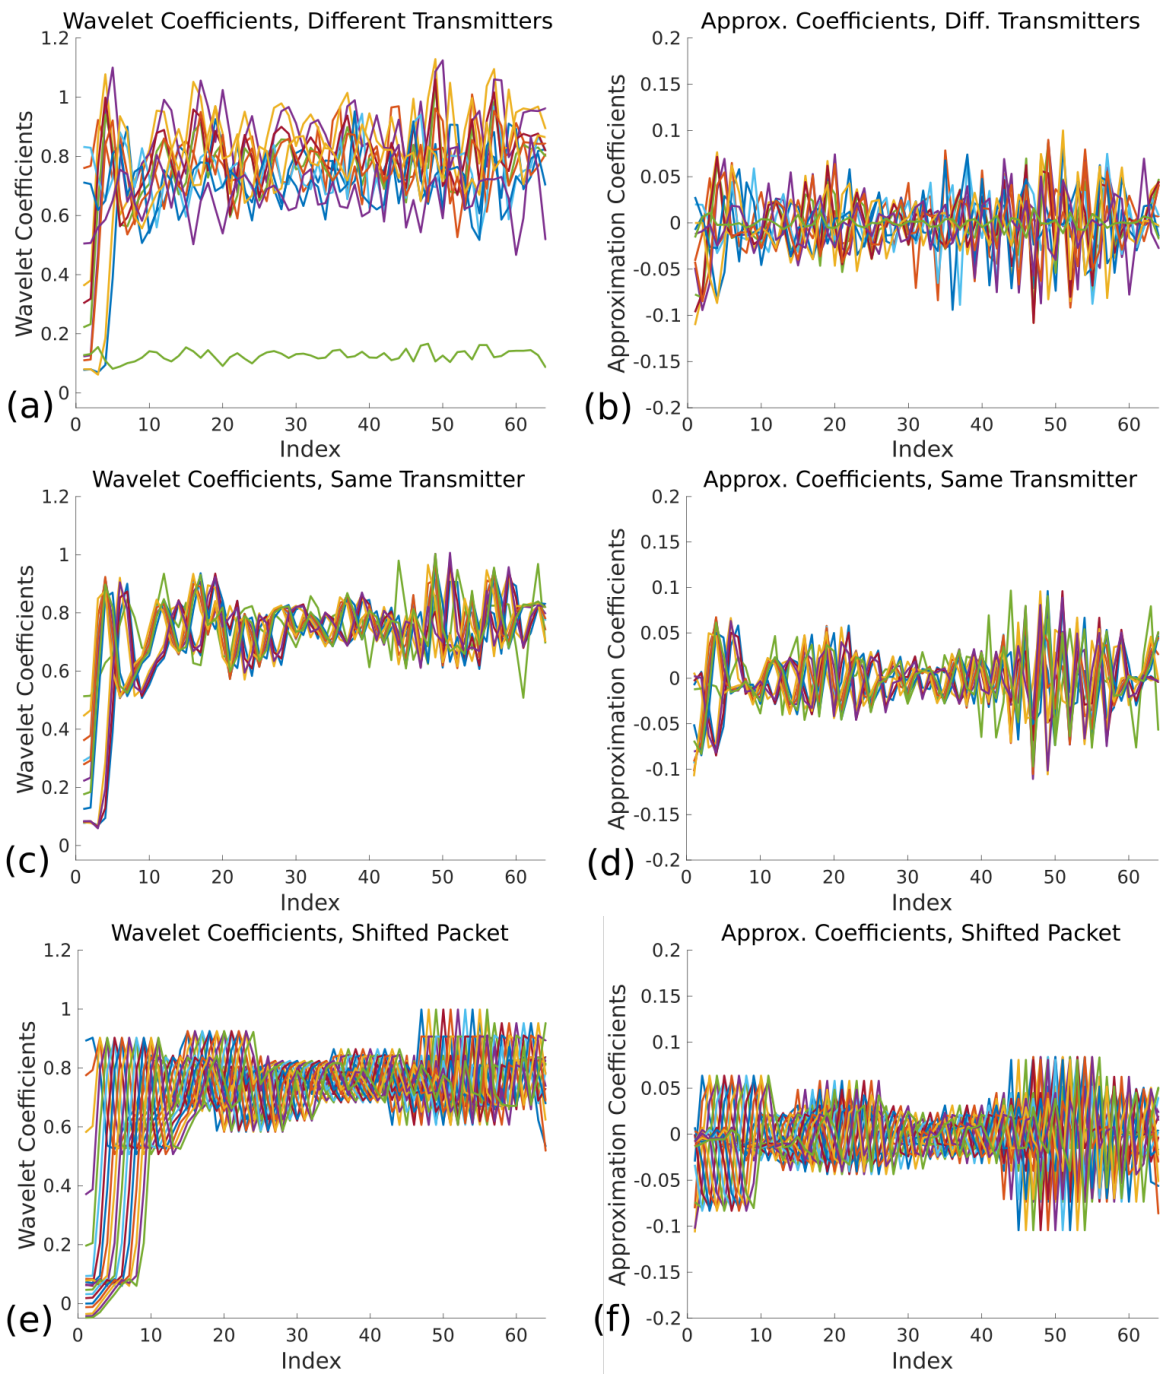 Wavelet Coefficients, Different Transmitters
1.2
1
0.8
0.6
0.4
0.2
0
Wavelet Coefficients
0 10 20 30 40 50 60
Index
(a)
Approx. Coefficients, Diff. Transmitters
0.2
0.15
0.1
0.05
0
-0.05
-0.1
-0.15
-0.2
Approximation Coefficients
0 10 20 30 40 50 60
Index
(b)
Wavelet Coefficients, Same Transmitter
1.2
1
0.8
0.6
0.4
0.2
0
Wavelet Coefficients
0 10 20 30 40 50 60
Index
(c)
Approx. Coefficients, Same Transmitter
0.2
0.15
0.1
0.05
0
-0.05
-0.1
-0.15
-0.2
Approximation Coefficients
0 10 20 30 40 50 60
Index
(d)
Wavelet Coefficients, Shifted Packet
1.2
1
0.8
0.6
0.4
0.2
0
Wavelet Coefficients
0 10 20 30 40 50 60
Index
(e)
Approx. Coefficients, Shifted Packet
0.2
0.15
0.1
0.05
0
-0.05
-0.1
-0.15
-0.2
Approximation Coefficients
0 10 20 30 40 50 60
Index
(f)